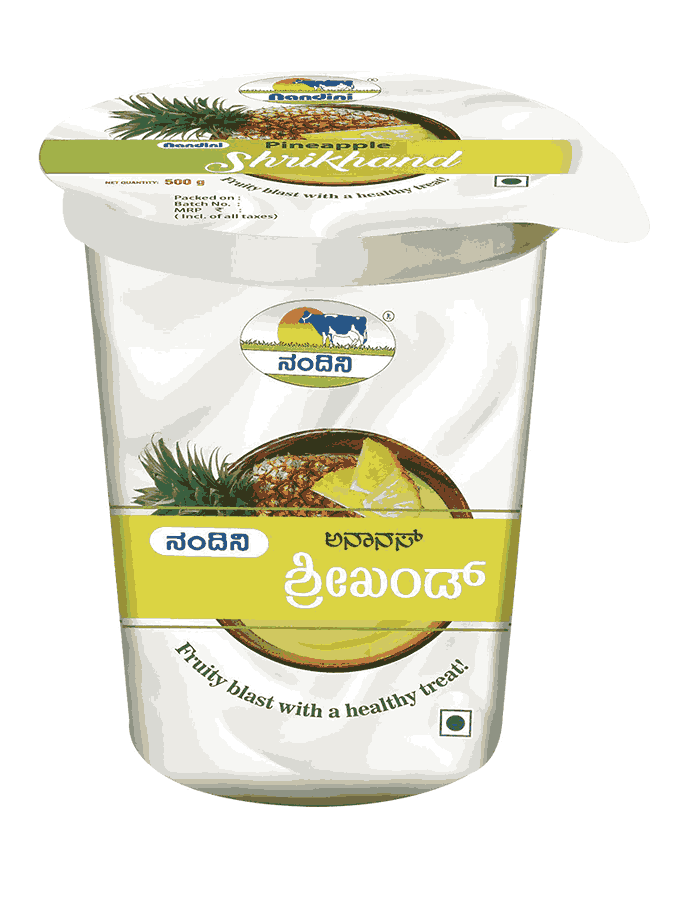 Nandini
®
Pineapple
Nandini Shrikhand
NET QUANTITY: 500 g
Fruity blast with a healthy treat!
Packed on :
Batch No. :
MRP ₹ :
( Incl. of all taxes)
®
ನಂದಿನಿ
ನಂದಿನಿ
ಅನಾನಸ್
ಶ್ರೀಖಂಡ್
Fruity blast with a healthy treat!